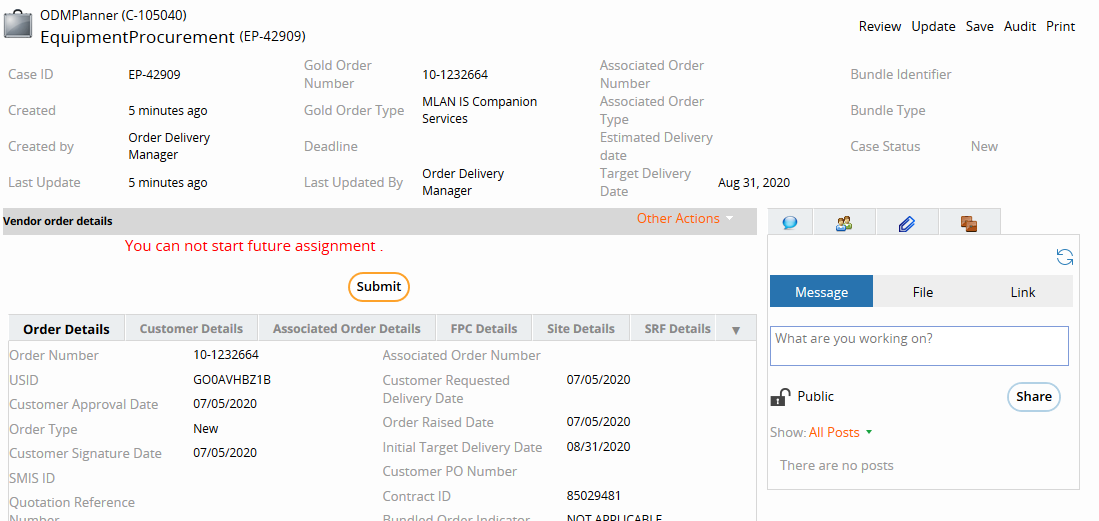 ODMPlanner (C-105040)
EquipmentProcurement (EP-42909)
Review Update Save Audit Print
Case ID EP-42909
Gold Order Number 10-1232664
Associated Order Number
Bundle Identifier
Created 5 minutes ago
Gold Order Type MLAN IS Companion Services
Associated Order Type
Bundle Type
Created by Order Delivery Manager
Deadline
Estimated Delivery date
Case Status New
Last Update 5 minutes ago
Last Updated By Order Delivery Manager
Target Delivery Date Aug 31, 2020
Vendor order details
Other Actions
You can not start future assignment .
Submit
Order Details Customer Details Associated Order Details FPC Details Site Details SRF Details
Order Number 10-1232664
USID GO0AVHBZ1B
Customer Approval Date 07/05/2020
Order Type New
Customer Signature Date 07/05/2020
SMIS ID
Quotation Reference
Number
Associated Order Number
Customer Requested Delivery Date 07/05/2020
Order Raised Date 07/05/2020
Initial Target Delivery Date 08/31/2020
Customer PO Number
Contract ID 85029481
Bundled Order Indicator NOT APPLICABLE
Message File Link
What are you working on?
Public
Share
Show: All Posts
There are no posts